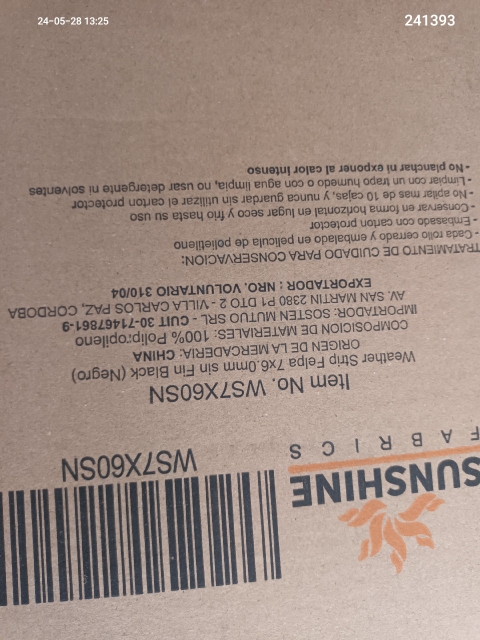 24-05-28 13:25
241393
SUNSHINE
FABRICS
WS7X60SN
Item No. WS7X60SN
Weather Strip Felpa 7x6.0mm sin Fin Black (Negro)
ORIGEN DE LA MERCADERIA: CHINA
COMPOSICION DE MATERIALES: 100% Polipropileno
IMPORTADOR: SOSTEN MUTUO SRL - CUIT 30-71467861-9
AV. SAN MARTIN 2380 P1 DTO 2 - VILLA CARLOS PAZ, CORDOBA
EXPORTADOR : NRO. VOLUNTARIO 310/04
TRATAMIENTO DE CUIDADO PARA CONSERVACION:
- Cada rollo cerrado y embalado en pelicula de polietileno
- Embasado con carton protector
- Conservar en forma horizontal en lugar seco y frio hasta su uso
- No apilar mas de 10 cajas, y nunca guardar sin utilizar el carton protector
- Limpiar con un trapo humedo o con agua limpia, no usar detergente ni solventes
- No planchar ni exponer al calor intenso